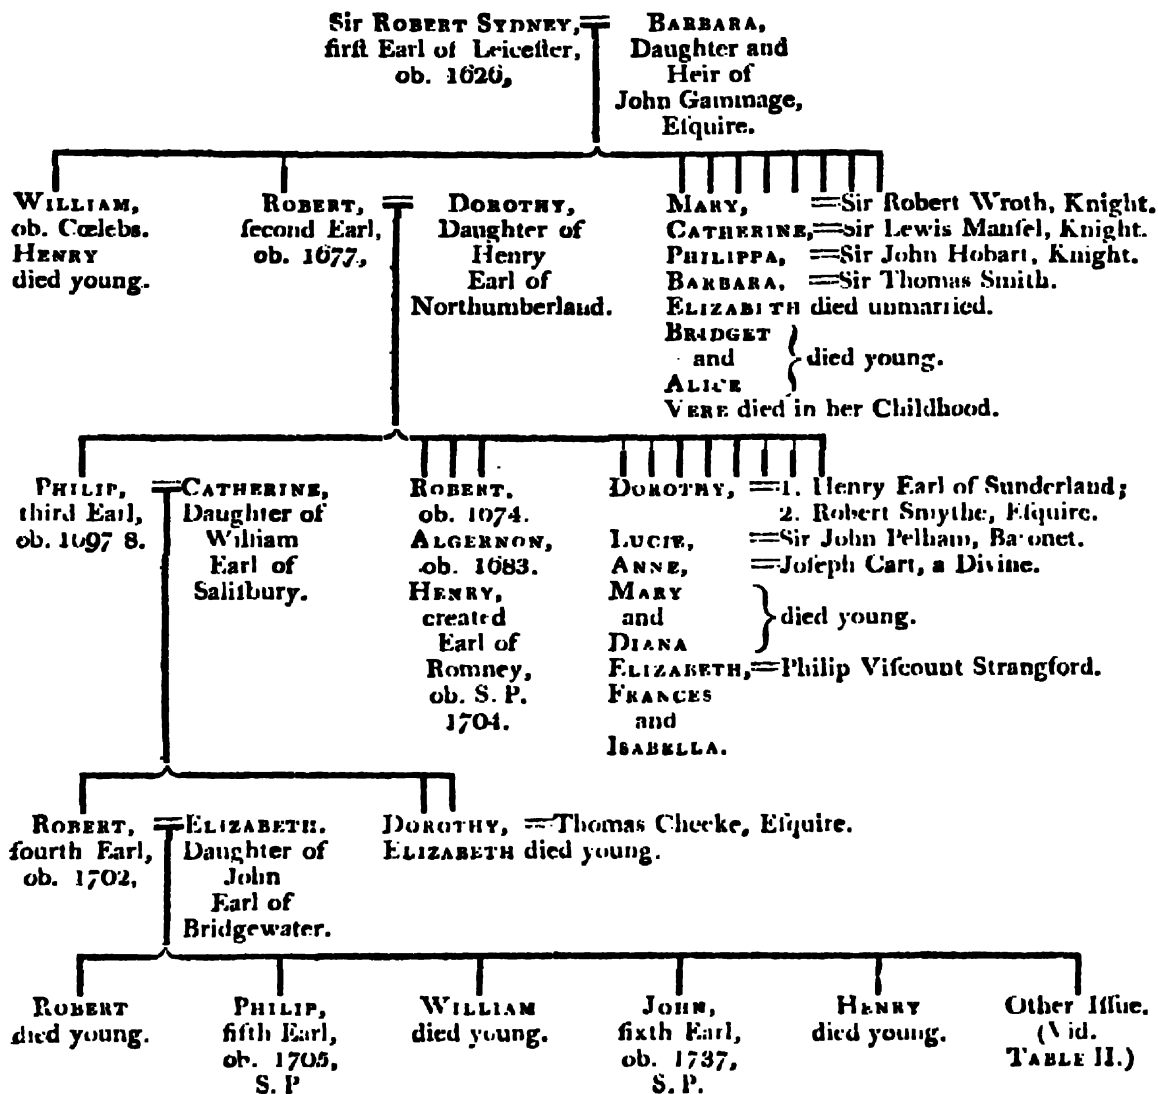 Sir ROBERT SYDNEY, = BARBARA,
firſt Earl of Leiceſter, Daughter and
ob. 1626, Heir of
John Gammage,
Eſquire.
WILLIAM,
ob. Cœlebs.
HENRY
died young.
ROBERT, = DOROTHY,
ſecond Earl, Daughter of
ob. 1677, Henry
Earl of
Northumberland.
MARY, =Sir Robert Wroth, Knight.
CATHERINE,=Sir Lewis Manſel, Knight.
PHILIPPA, =Sir John Hobart, Knight.
BARBARA, =Sir Thomas Smith.
ELIZABETH died unmarried.
BRIDGET
and } died young.
ALICE
VERE died in her Childhood.
PHILIP, =CATHERINE,
third Earl, Daughter of
ob. 1697 8. William
Earl of
Saliſbury.
ROBERT,
ob. 1674.
ALGERNON,
ob. 1683.
HENRY,
created
Earl of
Romney,
ob. S. P.
1704.
DOROTHY, =1. Henry Earl of Sunderland;
2. Robert Smythe, Eſquire.
LUCIE, =Sir John Pelham, Baronet.
ANNE, =Joſeph Cart, a Divine.
MARY
and } died young.
DIANA
ELIZABETH,=Philip Viſcount Strangford.
FRANCES
and
ISABELLA.
ROBERT, =ELIZABETH.
fourth Earl, Daughter of
ob. 1702, John
Earl of
Bridgewater.
DOROTHY, =Thomas Cheeke, Eſquire.
ELIZABETH died young.
ROBERT
died young.
PHILIP,
fifth Earl,
ob. 1705,
S. P
WILLIAM
died young.
JOHN,
ſixth Earl,
ob. 1737,
S. P.
HENRY
died young.
Other Iſſue.
(Vid.
TABLE II.)